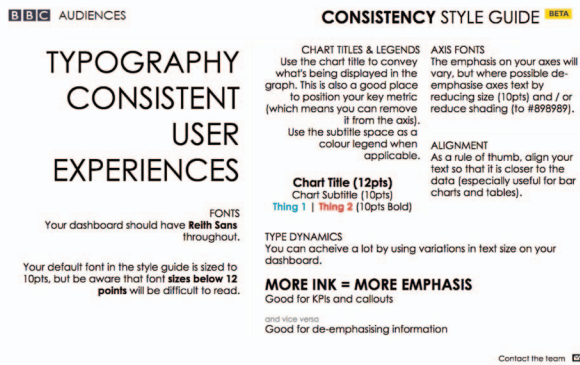 BBC AUDIENCES
CONSISTENCY STYLE GUIDE BETA
TYPOGRAPHY
CONSISTENT
USER
EXPERIENCES
FONTS
Your dashboard should have Reith Sans
throughout.
Your default font in the style guide is sized to
10pts, but be aware that font sizes below 12
points will be difficult to read.
CHART TITLES & LEGENDS
Use the chart title to convey
what's being displayed in the
graph. This is also a good place
to position your key metric
(which means you can remove
it from the axis).
Use the subtitle space as a
colour legend when
applicable.
Chart Title (12pts)
Chart Subtitle (10pts)
Thing 1 | Thing 2 (10pts Bold)
AXIS FONTS
The emphasis on your axes will
vary, but where possible de-
emphasise axes text by
reducing size (10pts) and / or
reduce shading (to #898989).
ALIGNMENT
As a rule of thumb, align your
text so that it is closer to the
data (especially useful for bar
charts and tables).
TYPE DYNAMICS
You can acheive a lot by using variations in text size on your
dashboard.
MORE INK = MORE EMPHASIS
Good for KPIs and callouts
and vice versa
Good for de-emphasising information
Contact the team